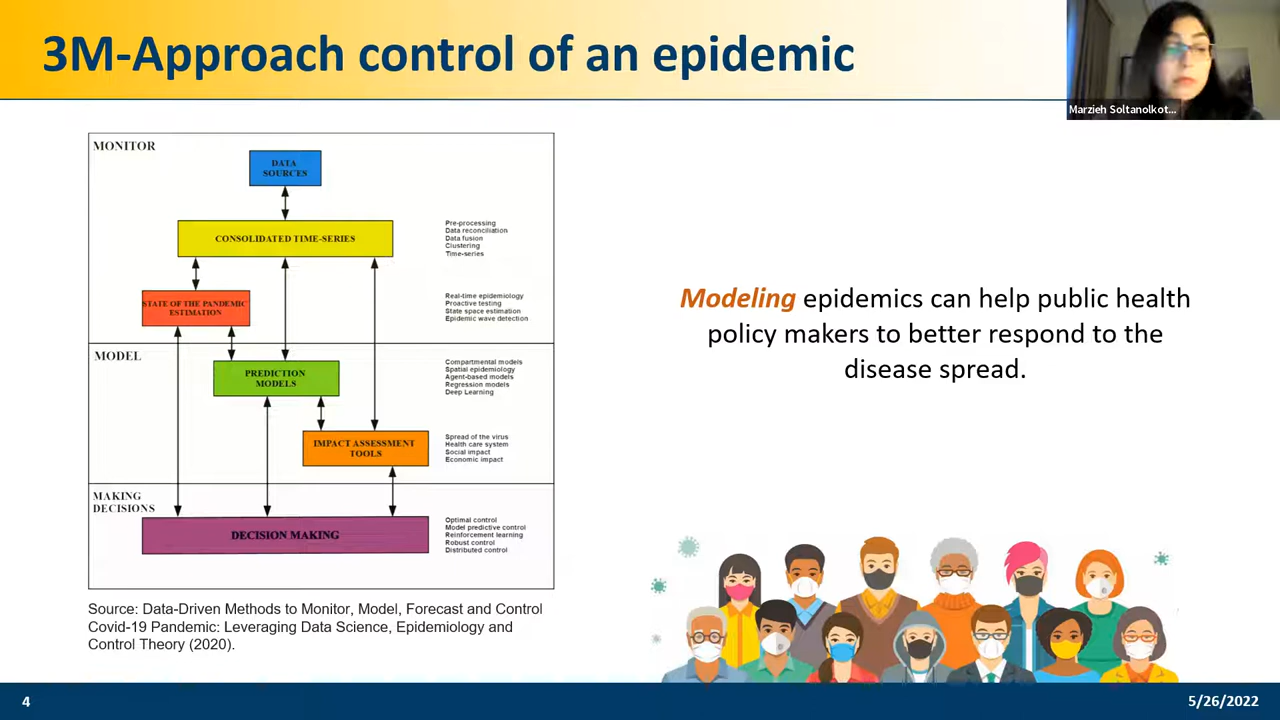 3M-Approach control of an epidemic
Marzieh Soltanolkot...
MONITOR
DATA
SOURCES
CONSOLIDATED TIME-SERIES
Pre-processing
Data reconciliation
Data fusion
Clustering
Time-series
STATE OF THE PANDEMIC
ESTIMATION
Real-time epidemiology
Proactive testing
State space estimation
Epidemic wave detection
MODEL
PREDICTION
MODELS
Compartmental models
Spatial epidemiology
Agent-based models
Regression models
Deep Learning
IMPACT ASSESSMENT
TOOLS
Spread of the virus
Health care system
Social impact
Economic impact
MAKING
DECISIONS
DECISION MAKING
Optimal control
Model predictive control
Reinforcement learning
Robust control
Distributed control
Source: Data-Driven Methods to Monitor, Model, Forecast and Control
Covid-19 Pandemic: Leveraging Data Science, Epidemiology and
Control Theory (2020).
Modeling epidemics can help public health
policy makers to better respond to the
disease spread.
4
5/26/2022